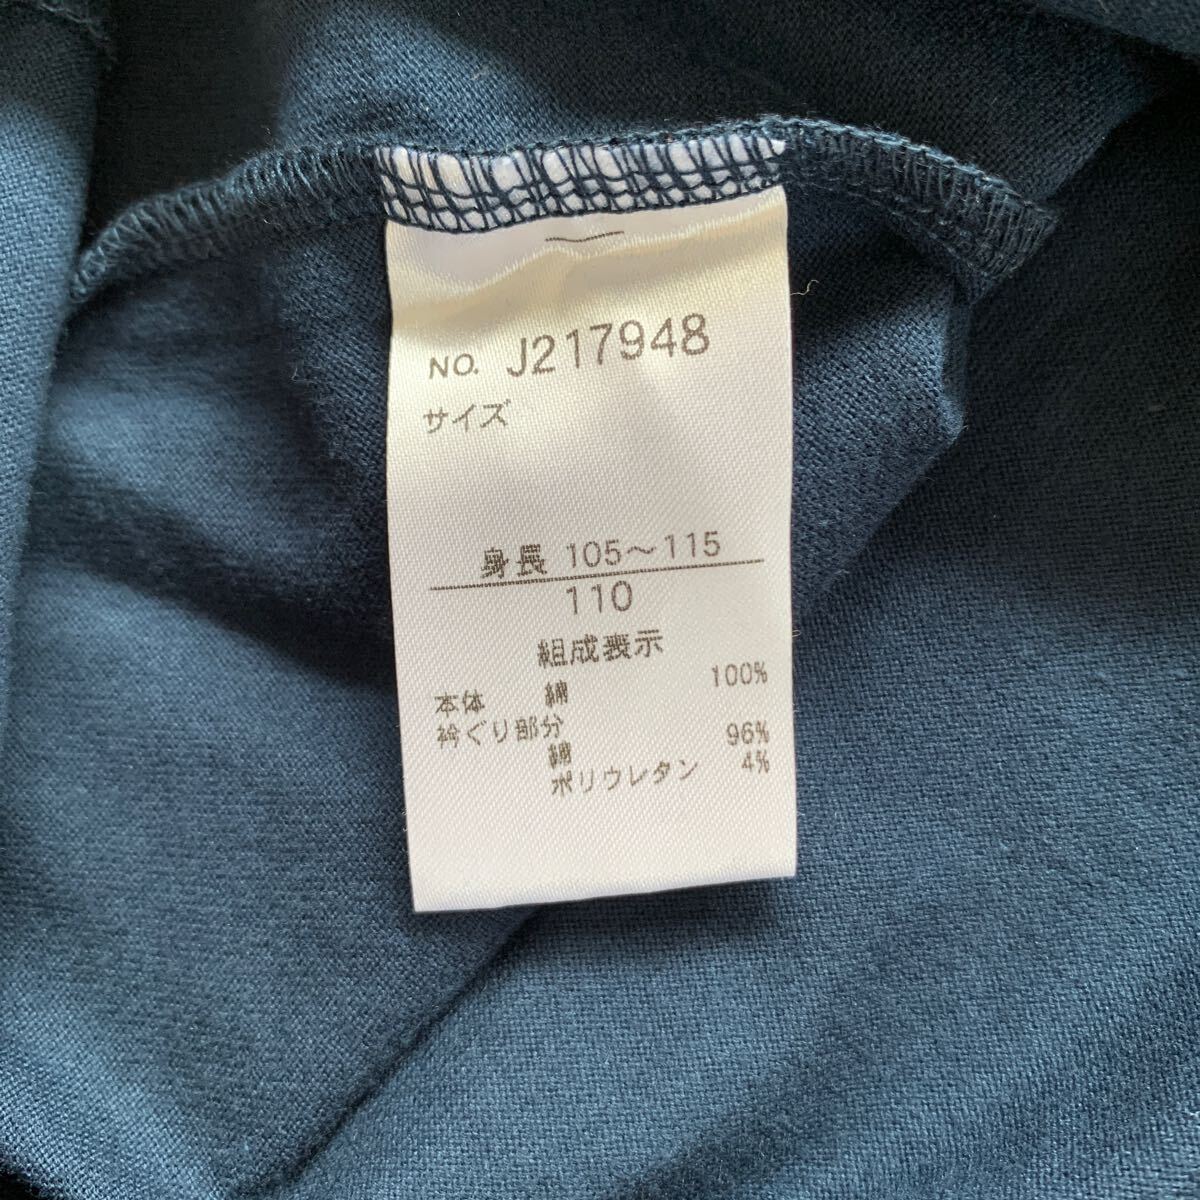 NO. J217948
サイズ
身長 105～115
110
組成表示
本体 綿 100%
衿ぐり部分
綿 96%
ポリウレタン 4%